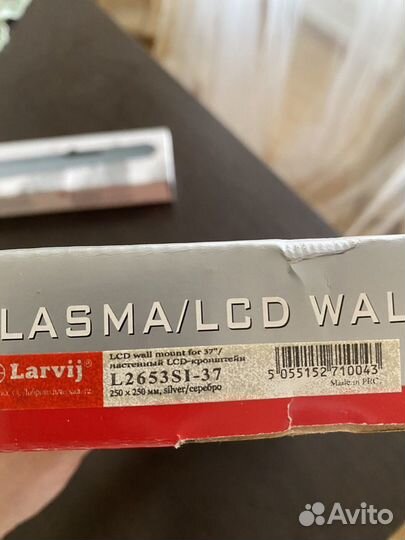 LASMA/LCD WAL
LCD wall mount for 37"/
настенный LCD-кронштейн
Larvij®
L2653SI-37
250 x 250 мм, silver/серебро
5 055152 710043
Made in PRC
Avito